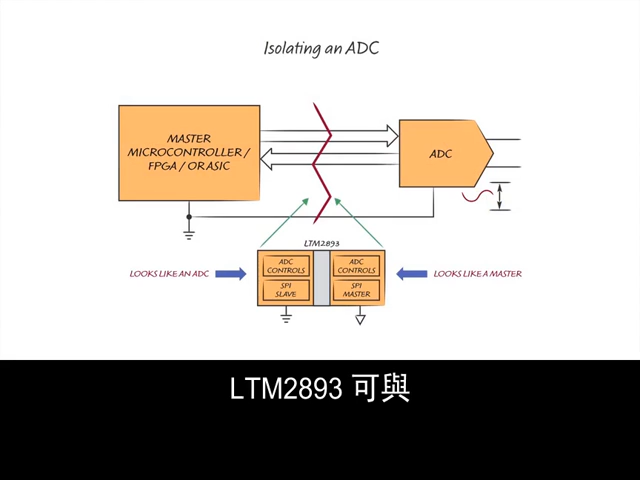 Isolating an ADC
MASTER
MICROCONTROLLER /
FPGA / OR ASIC
ADC
LTM2893
ADC
CONTROLS
ADC
CONTROLS
SPI
SLAVE
SPI
MASTER
LOOKS LIKE AN ADC
LOOKS LIKE A MASTER
LTM2893 可與